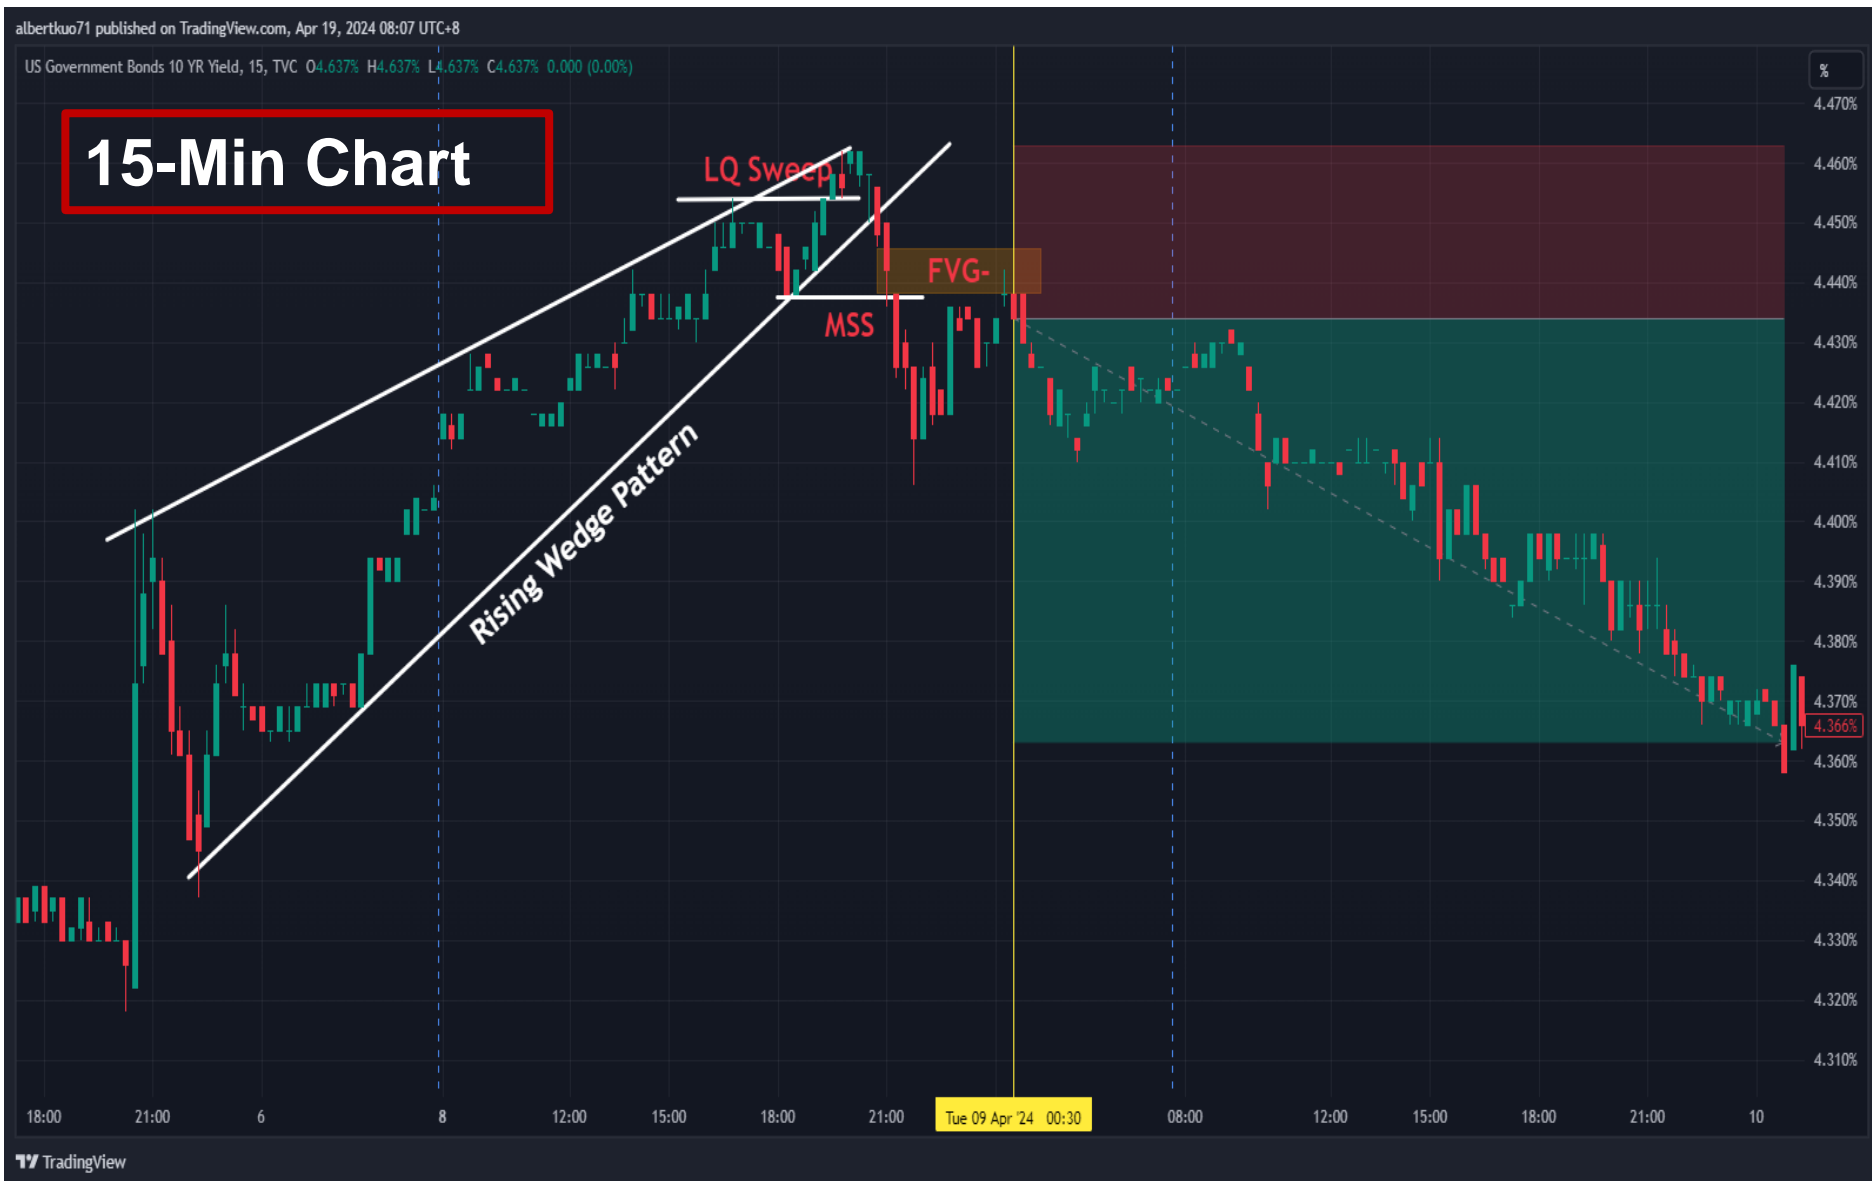 albertkuo71 published on TradingView.com, Apr 19, 2024 08:07 UTC+8
US Government Bonds 10 YR Yield, 15, TVC O4.637% H4.637% L4.637% C4.637% 0.000 (0.00%)
%
15-Min Chart
4.470%
4.460%
4.450%
4.440%
4.430%
4.420%
4.410%
4.400%
4.390%
4.380%
4.370%
4.366%
4.360%
4.350%
4.340%
4.330%
4.320%
4.310%
LQ Sweep
FVG-
MSS
Rising Wedge Pattern
18:00 21:00 6 8 12:00 15:00 18:00 21:00 Tue 09 Apr '24 00:30 08:00 12:00 15:00 18:00 21:00 10
TradingView